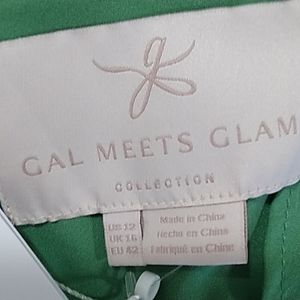 g
GAL MEETS GLAM
COLLECTION
US 12 Made in China
UK 16 Hecho en China
EU 42 Fabriqué en Chine